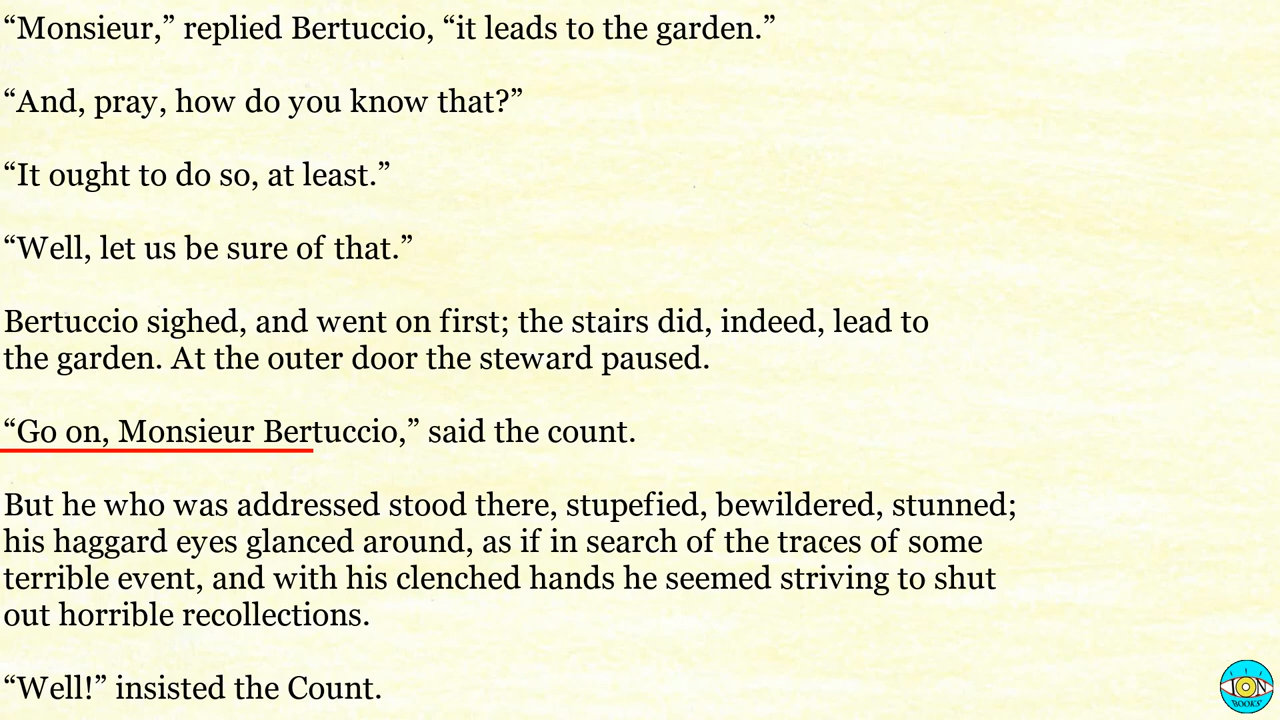 “Monsieur,” replied Bertuccio, “it leads to the garden.”
“And, pray, how do you know that?”
“It ought to do so, at least.”
“Well, let us be sure of that.”
Bertuccio sighed, and went on first; the stairs did, indeed, lead to
the garden. At the outer door the steward paused.
“Go on, Monsieur Bertuccio,” said the count.
But he who was addressed stood there, stupefied, bewildered, stunned;
his haggard eyes glanced around, as if in search of the traces of some
terrible event, and with his clenched hands he seemed striving to shut
out horrible recollections.
“Well!” insisted the Count.
ION
BOOKS